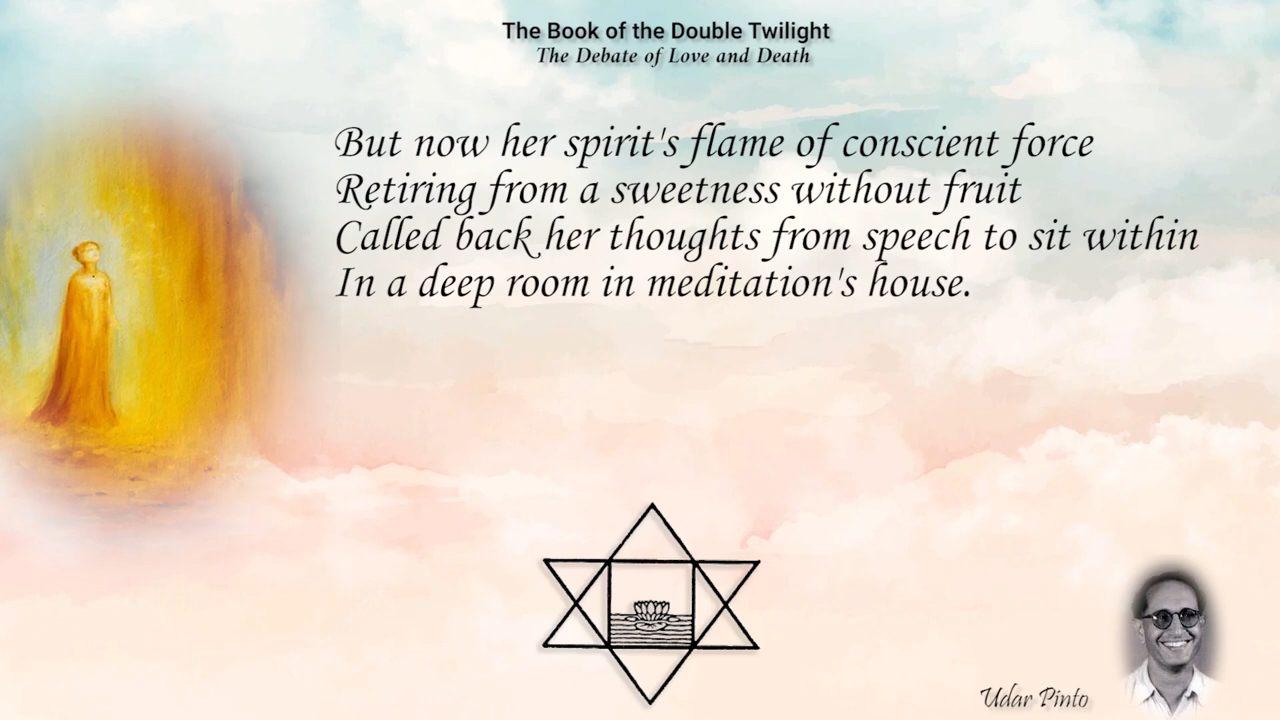 The Book of the Double Twilight
The Debate of Love and Death
But now her spirit's flame of conscient force
Retiring from a sweetness without fruit
Called back her thoughts from speech to sit within
In a deep room in meditation's house.
Udar Pinto